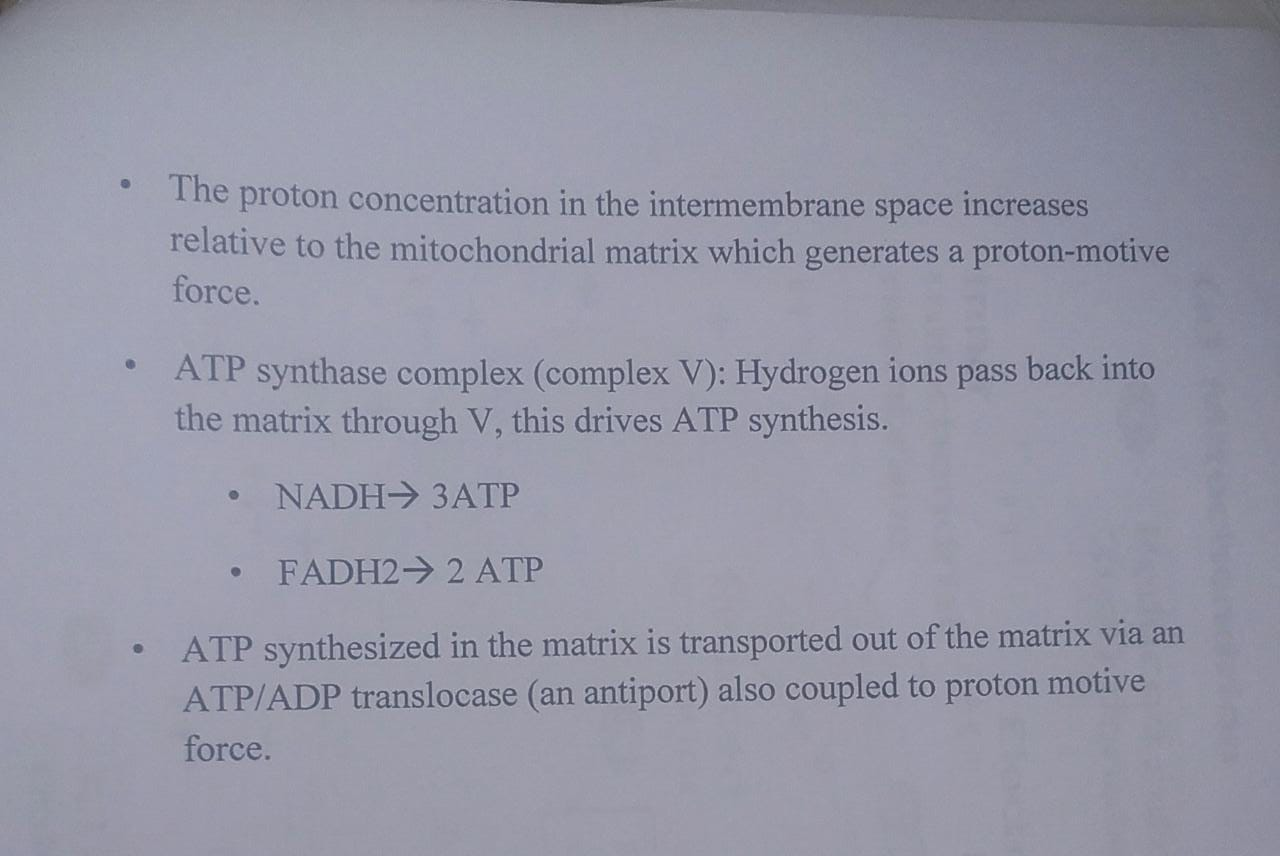 • The proton concentration in the intermembrane space increases
relative to the mitochondrial matrix which generates a proton-motive
force.
• ATP synthase complex (complex V): Hydrogen ions pass back into
the matrix through V, this drives ATP synthesis.
• NADH→ 3ATP
• FADH2→ 2 ATP
• ATP synthesized in the matrix is transported out of the matrix via an
ATP/ADP translocase (an antiport) also coupled to proton motive
force.